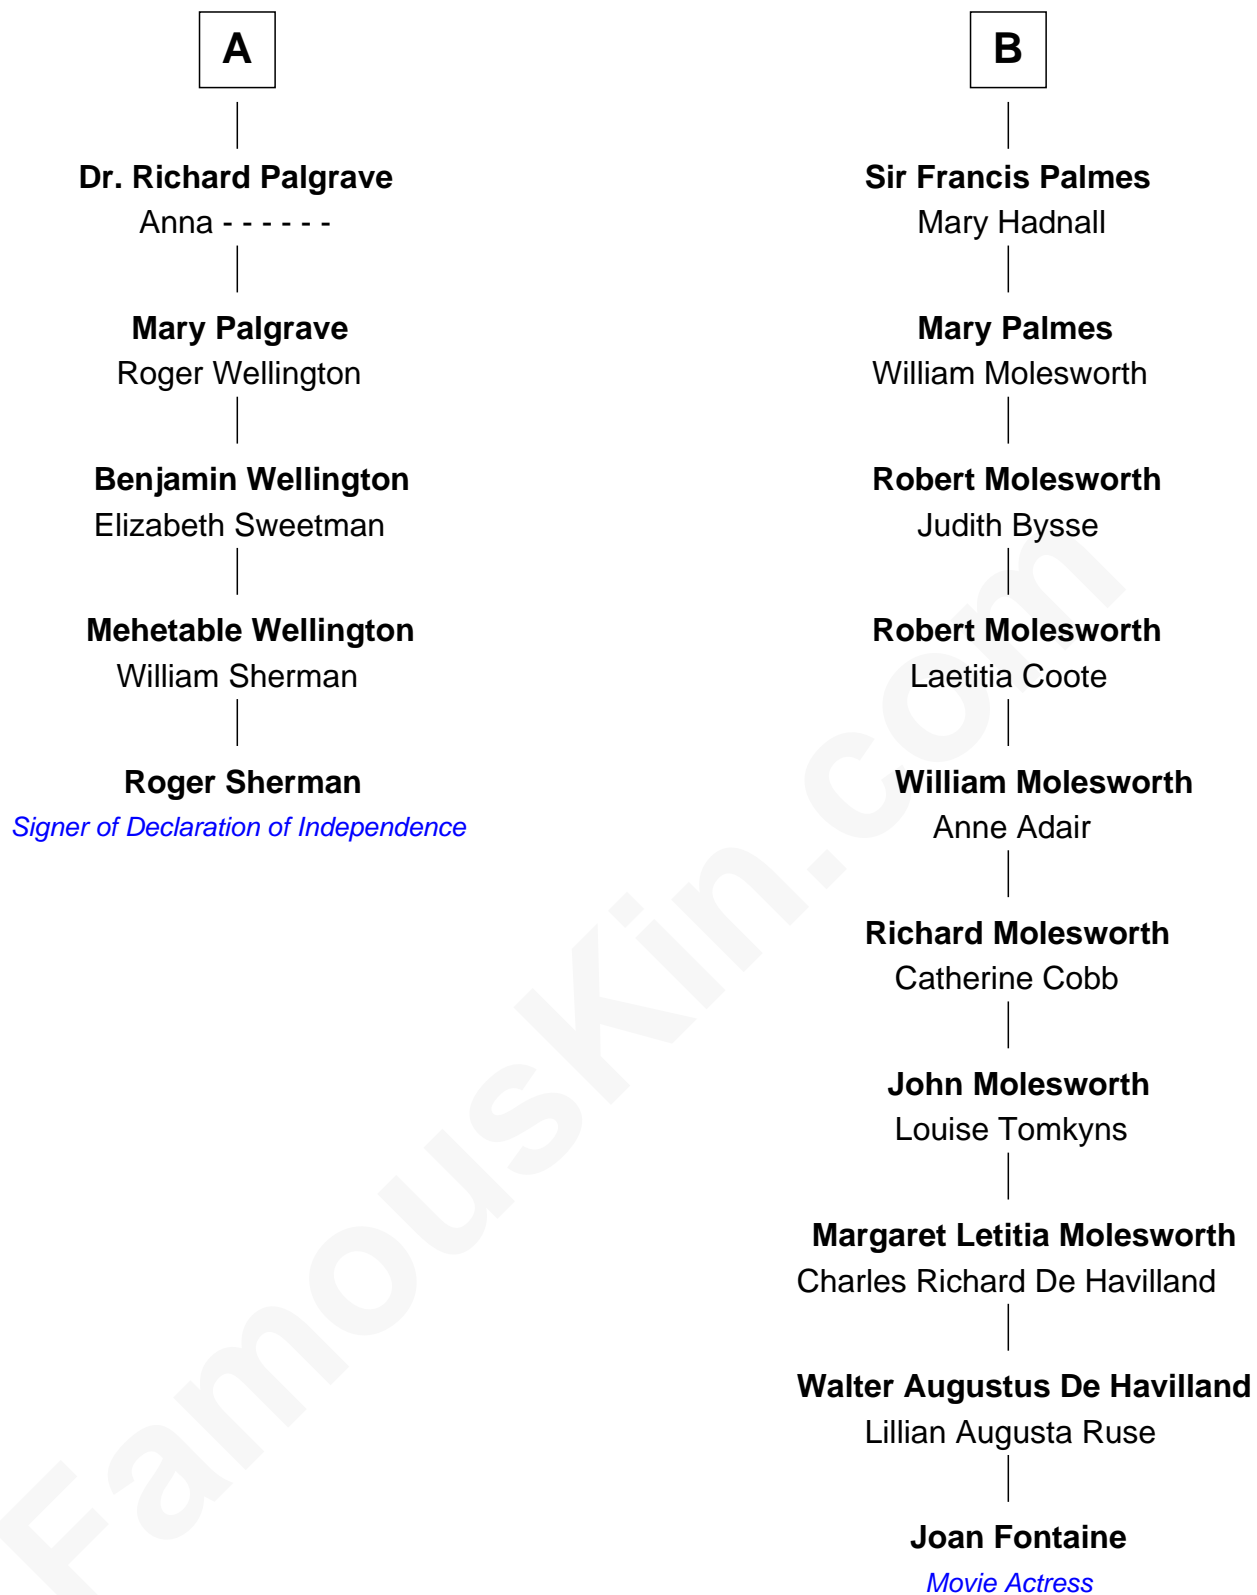 A
Dr. Richard Palgrave
Anna - - - - - -
Mary Palgrave
Roger Wellington
Benjamin Wellington
Elizabeth Sweetman
Mehetable Wellington
William Sherman
Roger Sherman
Signer of Declaration of Independence
B
Sir Francis Palmes
Mary Hadnall
Mary Palmes
William Molesworth
Robert Molesworth
Judith Bysse
Robert Molesworth
Laetitia Coote
William Molesworth
Anne Adair
Richard Molesworth
Catherine Cobb
John Molesworth
Louise Tomkyns
Margaret Letitia Molesworth
Charles Richard De Havilland
Walter Augustus De Havilland
Lillian Augusta Ruse
Joan Fontaine
Movie Actress
FamousKin.com